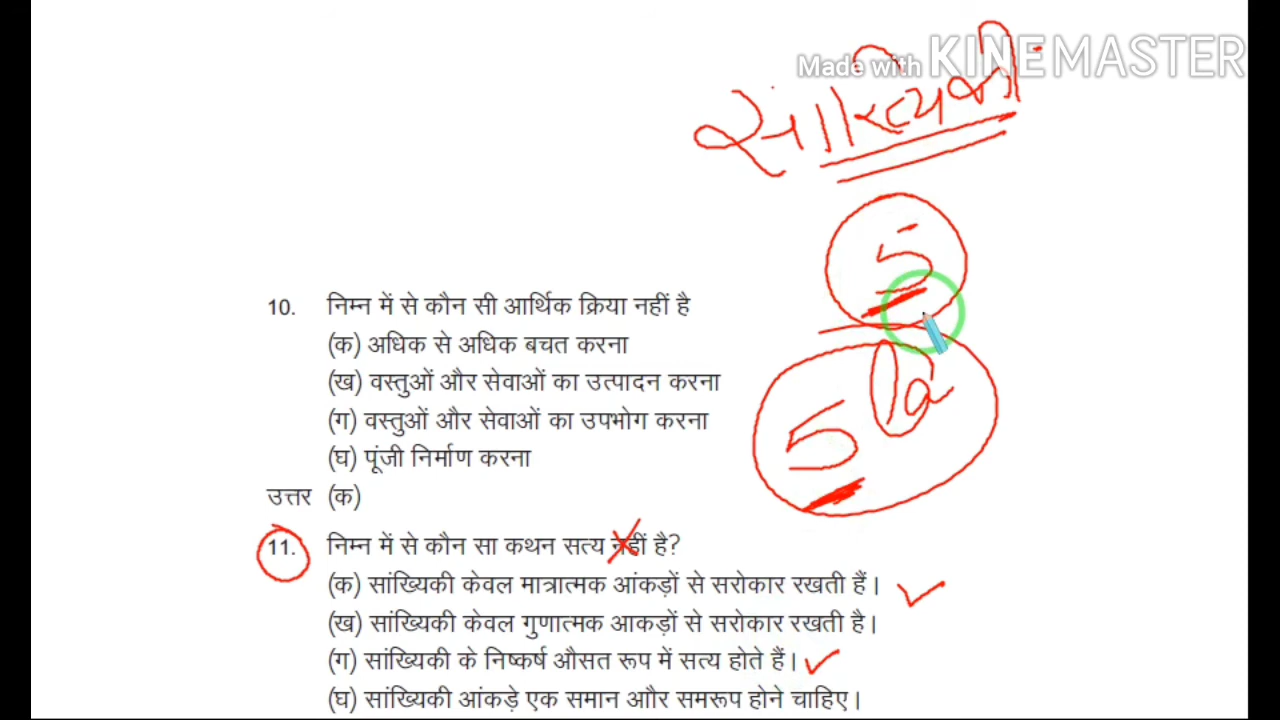 Made with KINEMASTER
सांख्यिकी
5
5 a
10. निम्न में से कौन सी आर्थिक क्रिया नहीं है
(क) अधिक से अधिक बचत करना
(ख) वस्तुओं और सेवाओं का उत्पादन करना
(ग) वस्तुओं और सेवाओं का उपभोग करना
(घ) पूंजी निर्माण करना
उत्तर (क)
11. निम्न में से कौन सा कथन सत्य नहीं है?
(क) सांख्यिकी केवल मात्रात्मक आंकड़ों से सरोकार रखती हैं।
(ख) सांख्यिकी केवल गुणात्मक आकड़ों से सरोकार रखती है।
(ग) सांख्यिकी के निष्कर्ष औसत रूप में सत्य होते हैं।
(घ) सांख्यिकी आंकड़े एक समान औैर समरूप होने चाहिए।